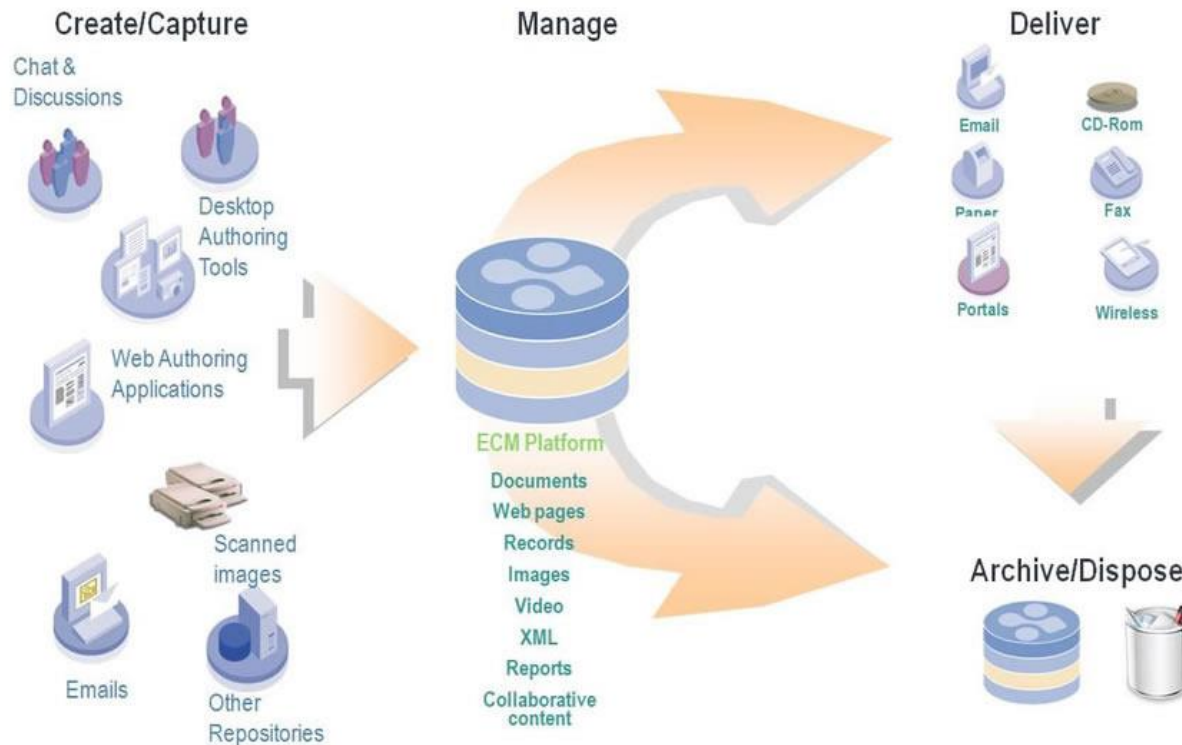 Create/Capture
Manage
Deliver
Chat &
Discussions
Desktop
Authoring
Tools
Web Authoring
Applications
Scanned
images
Emails
Other
Repositories
ECM Platform
Documents
Web pages
Records
Images
Video
XML
Reports
Collaborative
content
Email
CD-Rom
Paper
Fax
Portals
Wireless
Archive/Dispose